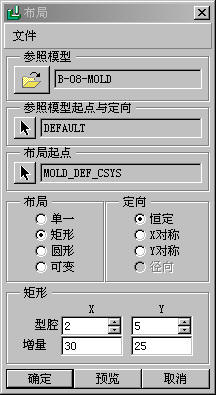 布局
文件
参照模型
B-08-MOLD
参照模型起点与定向
DEFAULT
布局起点
MOLD_DEF_CSYS
布局
单一
矩形
圆形
可变
定向
恒定
X对称
Y对称
径向
矩形
X Y
型腔 2 5
增量 30 25
确定 预览 取消